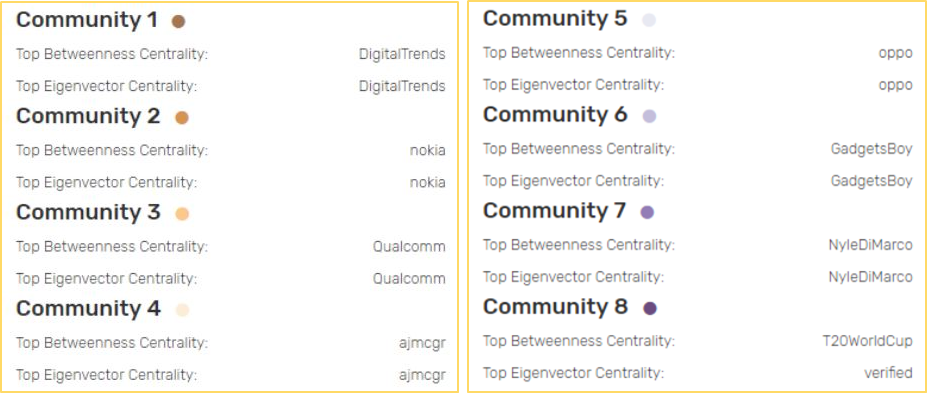 Community 1
Top Betweenness Centrality: DigitalTrends
Top Eigenvector Centrality: DigitalTrends
Community 2
Top Betweenness Centrality: nokia
Top Eigenvector Centrality: nokia
Community 3
Top Betweenness Centrality: Qualcomm
Top Eigenvector Centrality: Qualcomm
Community 4
Top Betweenness Centrality: ajmcgr
Top Eigenvector Centrality: ajmcgr
Community 5
Top Betweenness Centrality: oppo
Top Eigenvector Centrality: oppo
Community 6
Top Betweenness Centrality: GadgetsBoy
Top Eigenvector Centrality: GadgetsBoy
Community 7
Top Betweenness Centrality: NyleDiMarco
Top Eigenvector Centrality: NyleDiMarco
Community 8
Top Betweenness Centrality: T20WorldCup
Top Eigenvector Centrality: verified